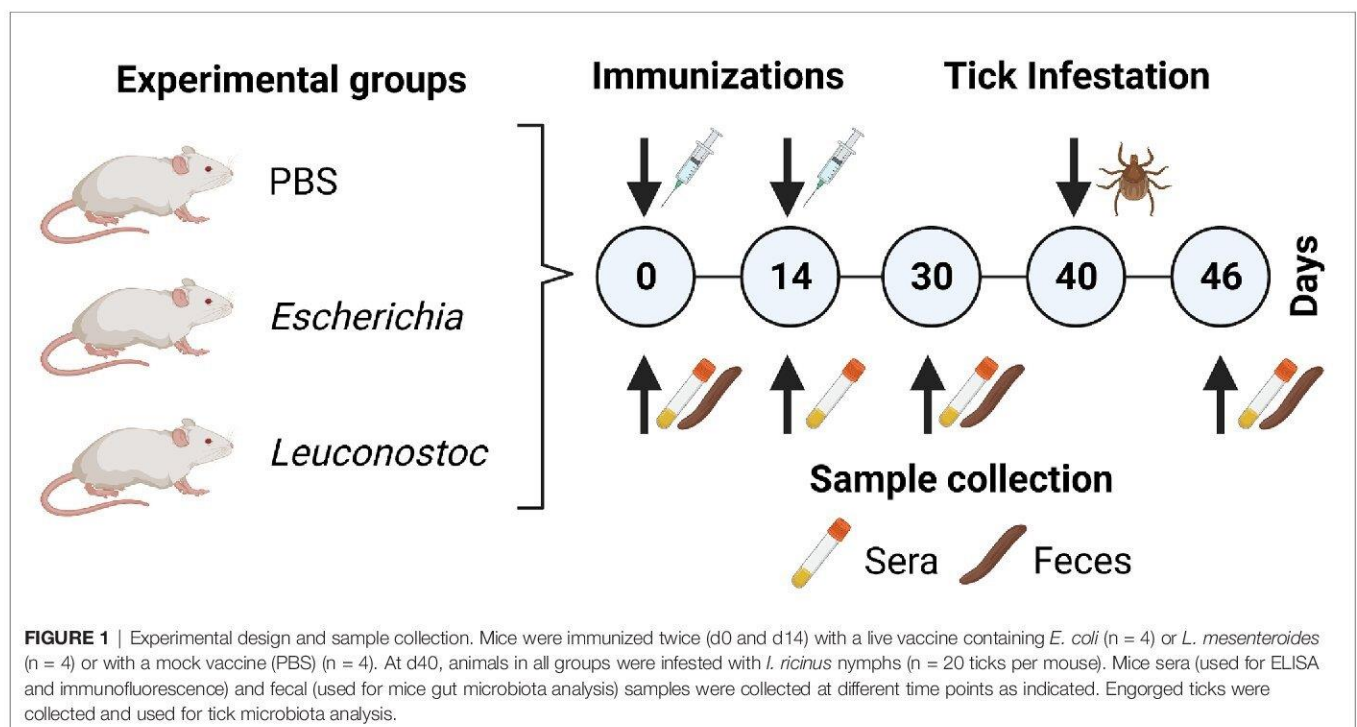 Experimental groups
Immunizations
Tick Infestation
PBS
Escherichia
Leuconostoc
0
14
30
40
46
Days
Sample collection
Sera
Feces
FIGURE 1 | Experimental design and sample collection. Mice were immunized twice (d0 and d14) with a live vaccine containing E. coli (n = 4) or L. mesenteroides
(n = 4) or with a mock vaccine (PBS) (n = 4). At d40, animals in all groups were infested with I. ricinus nymphs (n = 20 ticks per mouse). Mice sera (used for ELISA
and immunofluorescence) and fecal (used for mice gut microbiota analysis) samples were collected at different time points as indicated. Engorged ticks were
collected and used for tick microbiota analysis.